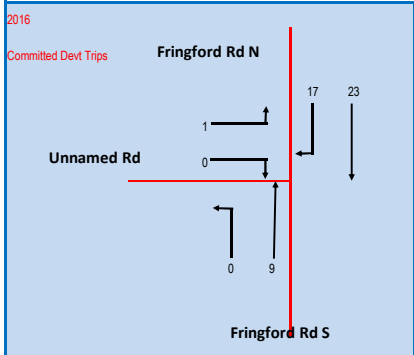 2016
Committed Devt Trips
Fringford Rd N
17 23
1
Unnamed Rd
0
0 9
Fringford Rd S